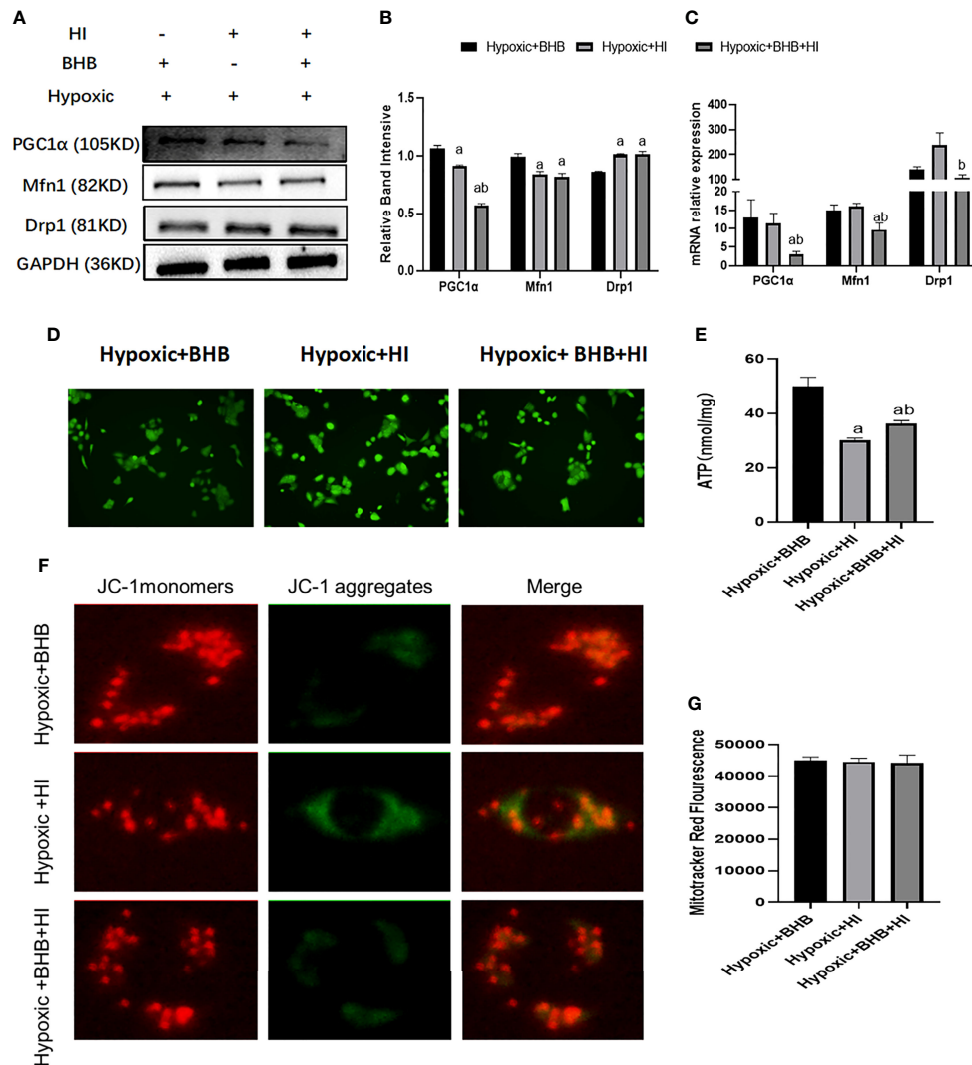 A
HI - + +
BHB + - +
Hypoxic + + +
PGC1α (105KD)
Mfn1 (82KD)
Drp1 (81KD)
GAPDH (36KD)
B
C
Hypoxic+BHB Hypoxic+HI Hypoxic+BHB+HI
Relative Band Intensive
1.5
1.0
0.5
0.0
a
ab
a a
a a
PGC1α Mfn1 Drp1
mRNA relative expression
400
300
200
100
20
15
10
5
0
ab
ab
b
PGC1α Mfn1 Drp1
D
Hypoxic+BHB Hypoxic+HI Hypoxic+ BHB+HI
E
ATP (nmol/mg)
60
40
20
0
a
ab
Hypoxic+BHB
Hypoxic+HI
Hypoxic+BHB+HI
F
JC-1monomers JC-1 aggregates Merge
Hypoxic+BHB
Hypoxic +HI
Hypoxic +BHB+HI
G
Mitotracker Red Flourescence
50000
40000
30000
20000
10000
0
Hypoxic+BHB
Hypoxic+HI
Hypoxic+BHB+HI